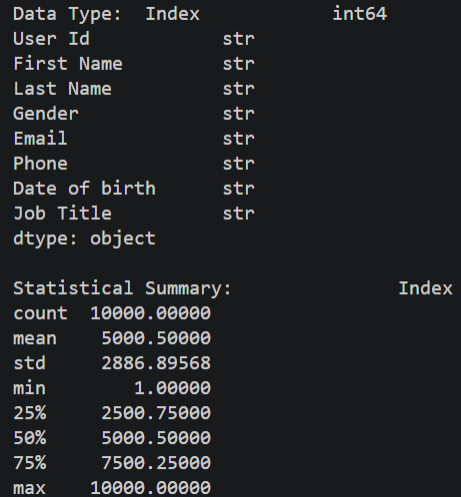 Data Type:  Index            int64
User Id            str
First Name         str
Last Name          str
Gender             str
Email              str
Phone              str
Date of birth      str
Job Title          str
dtype: object

Statistical Summary:               Index
count  10000.00000
mean    5000.50000
std     2886.89568
min        1.00000
25%     2500.75000
50%     5000.50000
75%     7500.25000
max    10000.00000